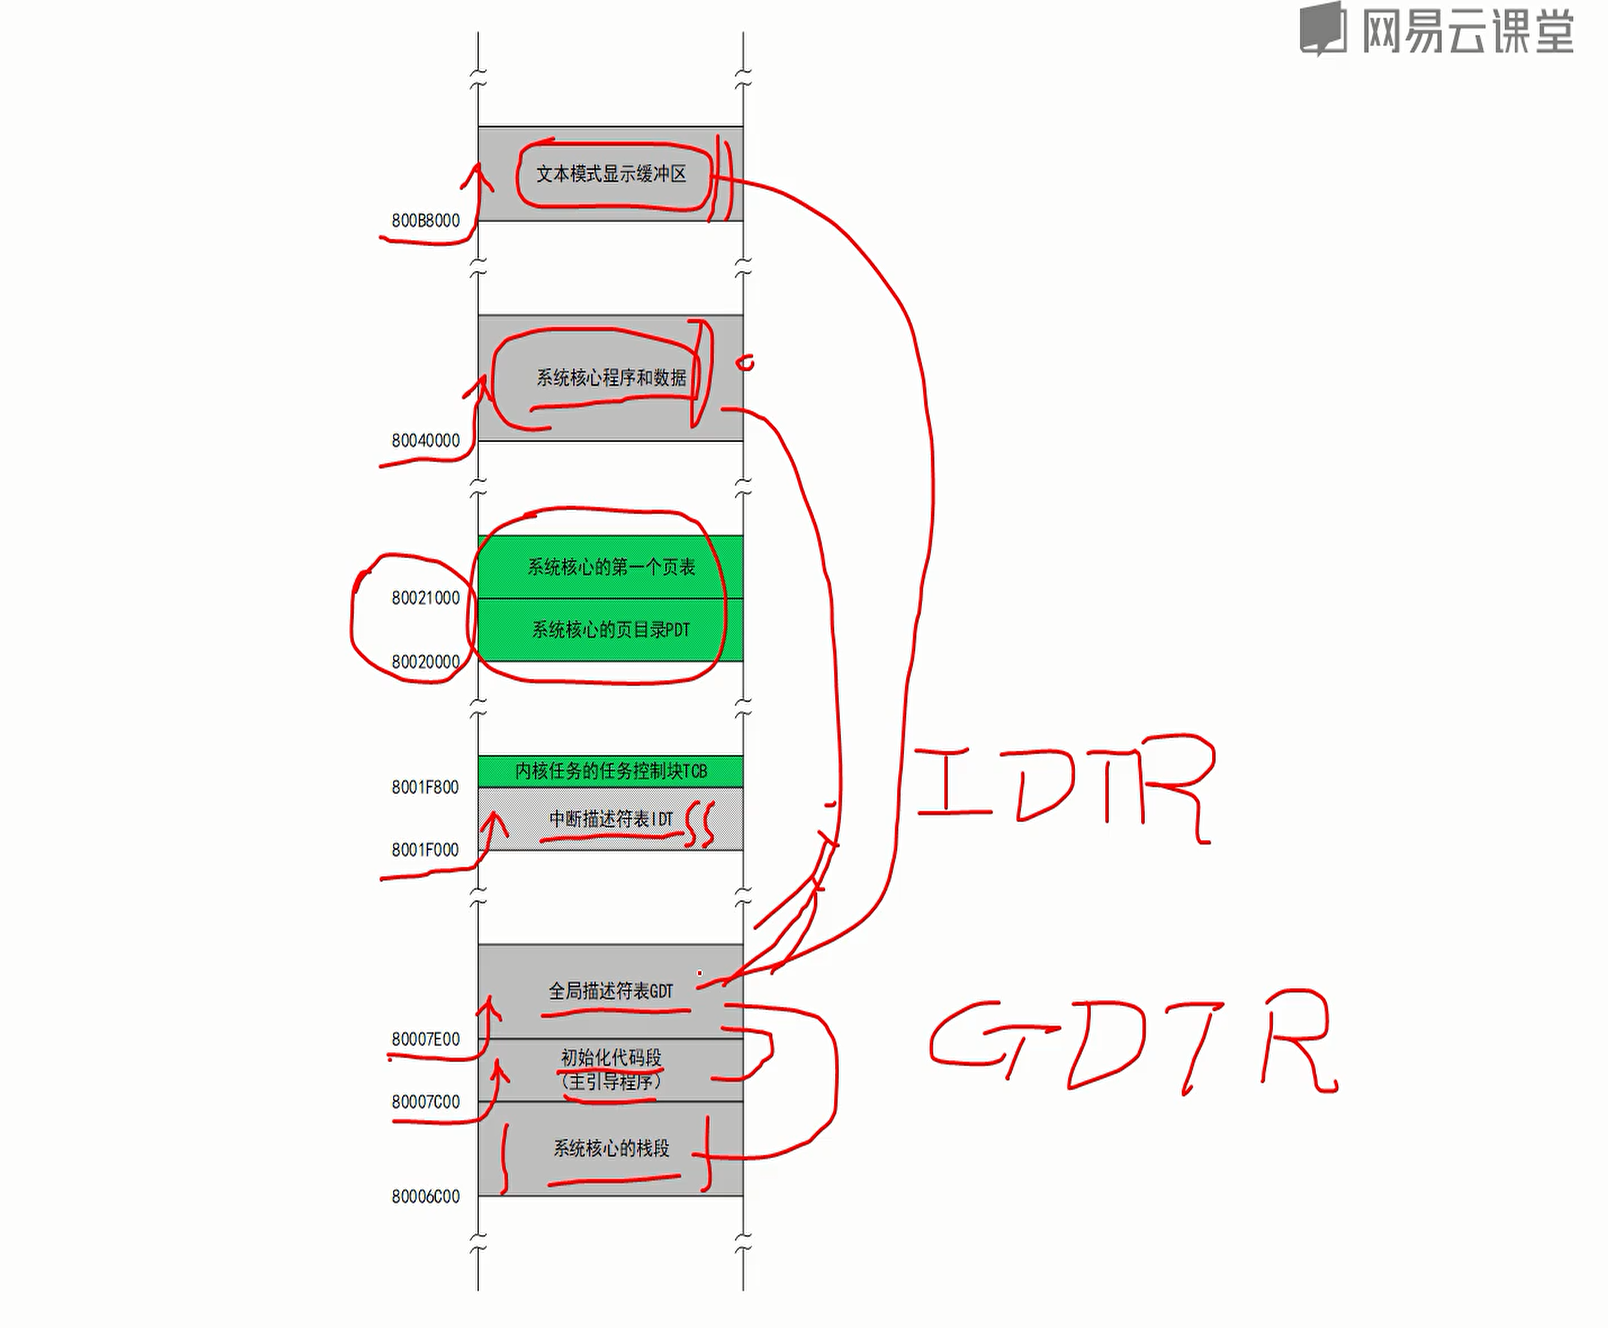 网易云课堂
文本模式显示缓冲区
800B8000
系统核心程序和数据
80040000
系统核心的第一个页表
80021000
系统核心的页目录PDT
80020000
IDTR
内核任务的任务控制块TCB
8001F800
中断描述符表IDT
8001F000
全局描述符表GDT
GDTR
80007E00
初始化代码段
(主引导程序)
80007C00
系统核心的栈段
80006C00